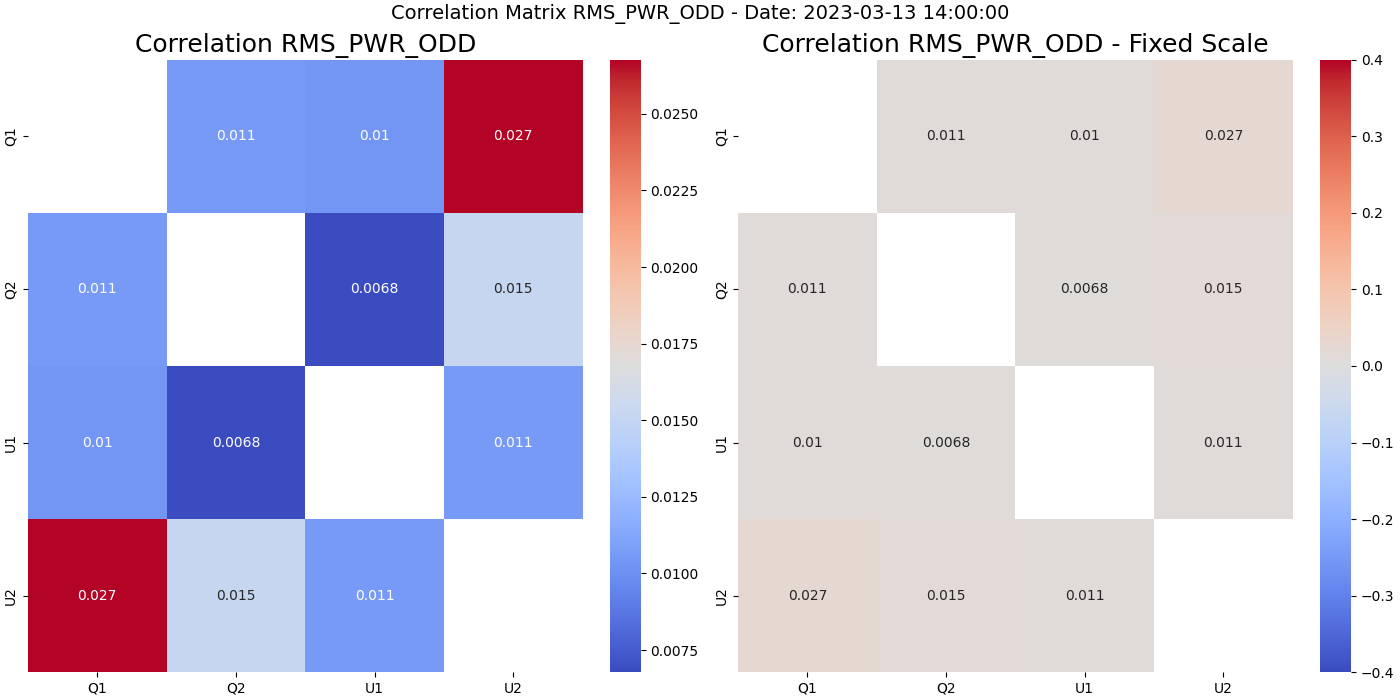 Correlation Matrix RMS_PWR_ODD - Date: 2023-03-13 14:00:00
Correlation RMS_PWR_ODD
Q1
0.011
0.01
0.027
Q2
0.011
0.0068
0.015
U1
0.01
0.0068
0.011
U2
0.027
0.015
0.011
Q1
Q2
U1
U2
0.0250
0.0225
0.0200
0.0175
0.0150
0.0125
0.0100
0.0075
Correlation RMS_PWR_ODD - Fixed Scale
Q1
0.011
0.01
0.027
Q2
0.011
0.0068
0.015
U1
0.01
0.0068
0.011
U2
0.027
0.015
0.011
Q1
Q2
U1
U2
0.4
0.3
0.2
0.1
0.0
−0.1
−0.2
−0.3
−0.4